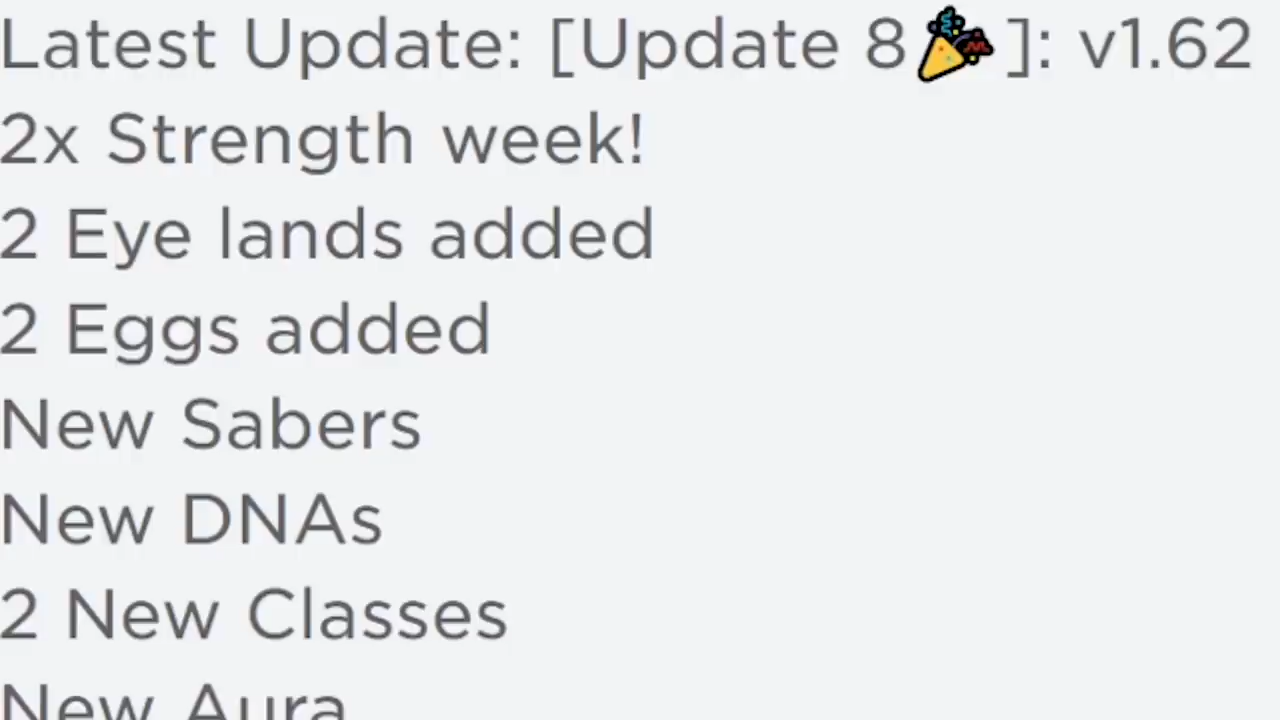 Latest Update: [Update 8🎉]: v1.62
2x Strength week!
2 Eye lands added
2 Eggs added
New Sabers
New DNAs
2 New Classes
New Aura